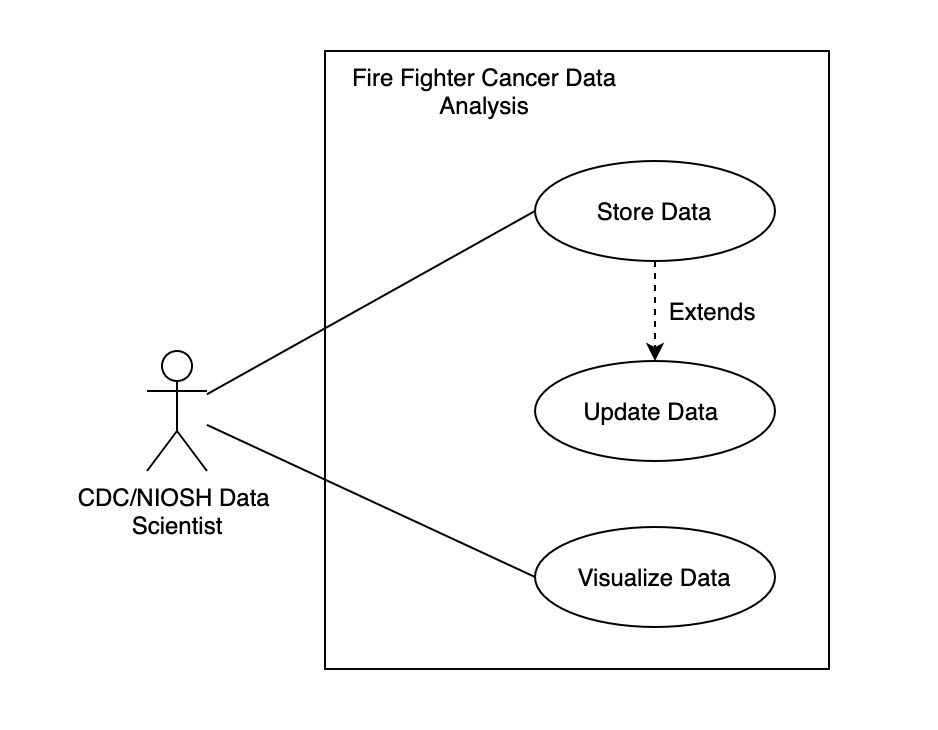 Fire Fighter Cancer Data
Analysis
Store Data
Extends
Update Data
CDC/NIOSH Data
Scientist
Visualize Data